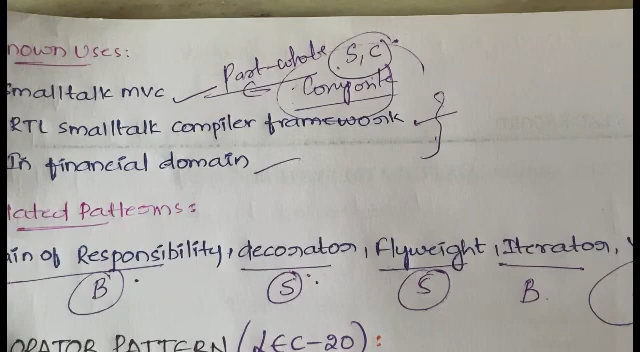 nown Uses:
Part-whole S, C
Smalltalk MVC Composite
RTL Smalltalk compiler framework
In financial domain
lated Patterns:
ain of Responsibility, decorator, Flyweight, Iterator, V
B. S: S B.
ORATOR PATTERN (LEC-20):